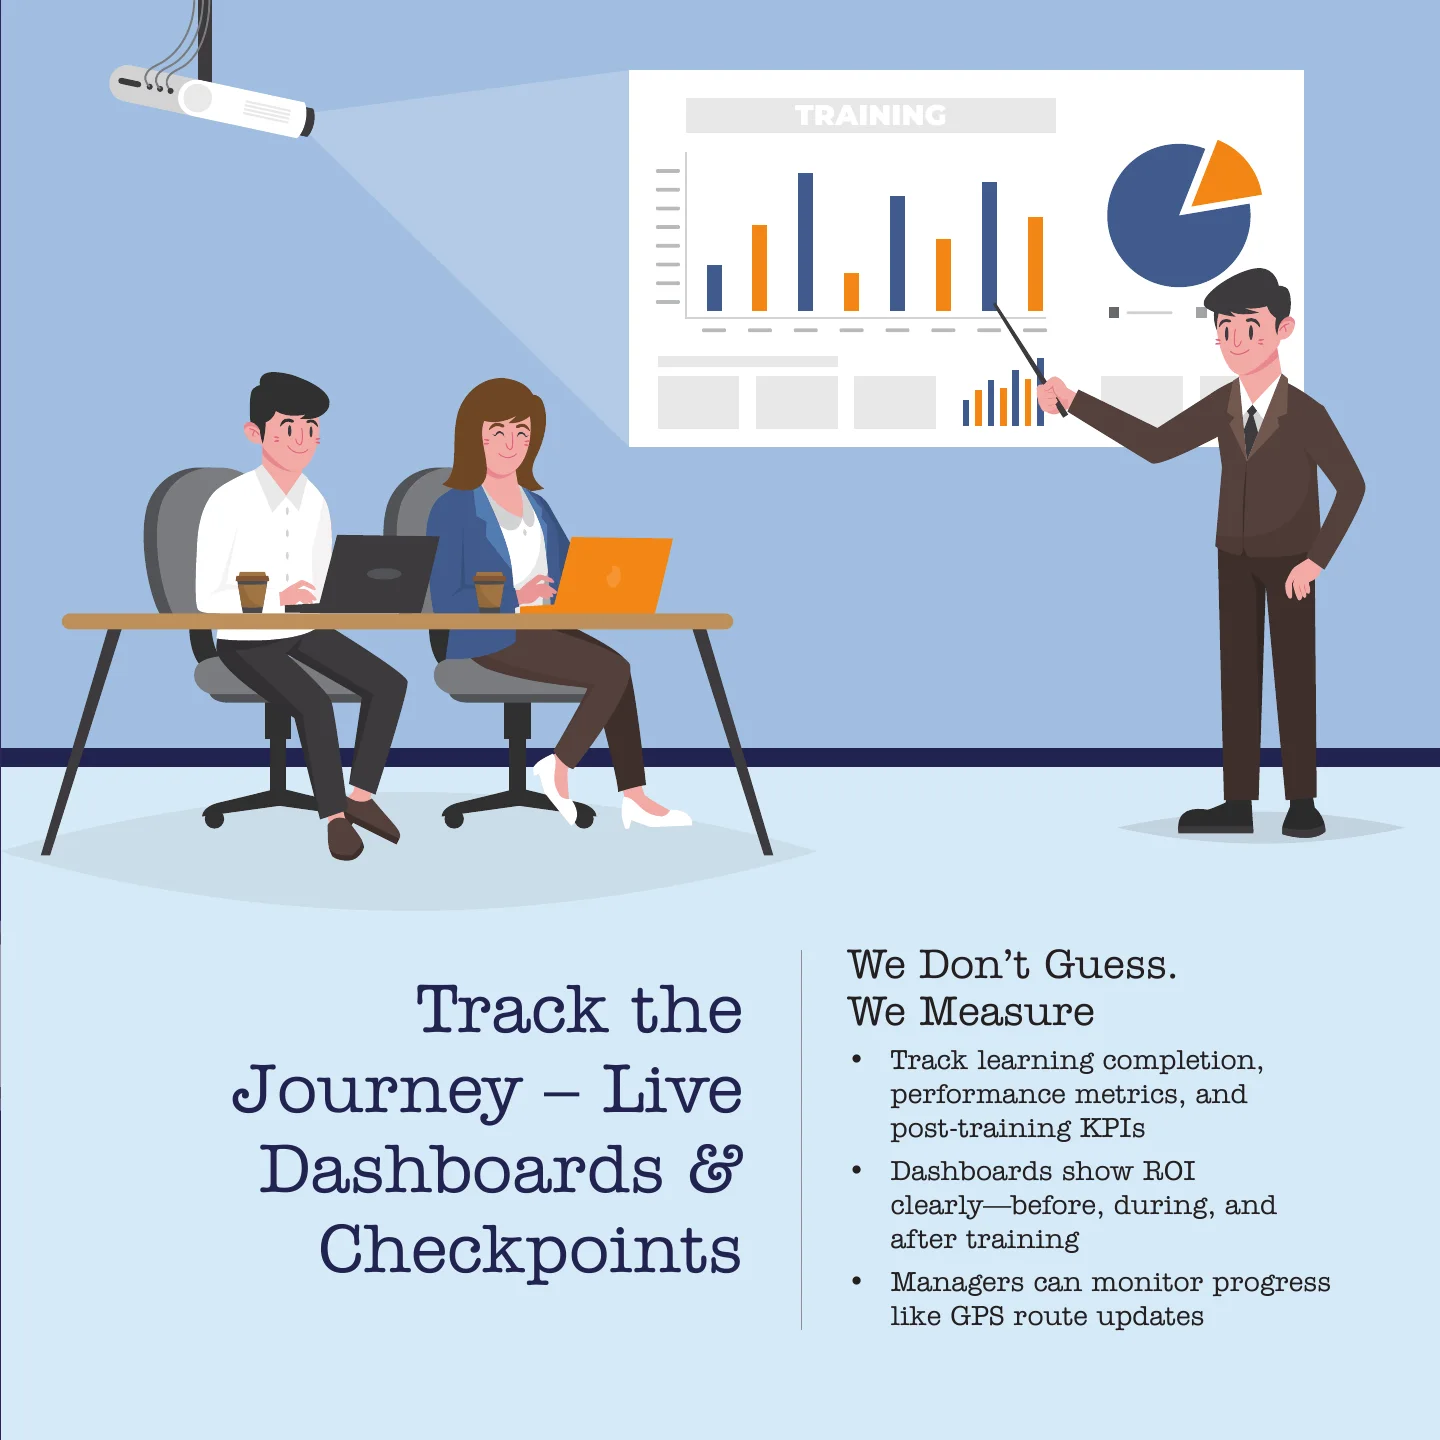 TRAINING
Track the
Journey – Live
Dashboards &
Checkpoints
We Don’t Guess.
We Measure
• Track learning completion,
performance metrics, and
post-training KPIs
• Dashboards show ROI
clearly—before, during, and
after training
• Managers can monitor progress
like GPS route updates